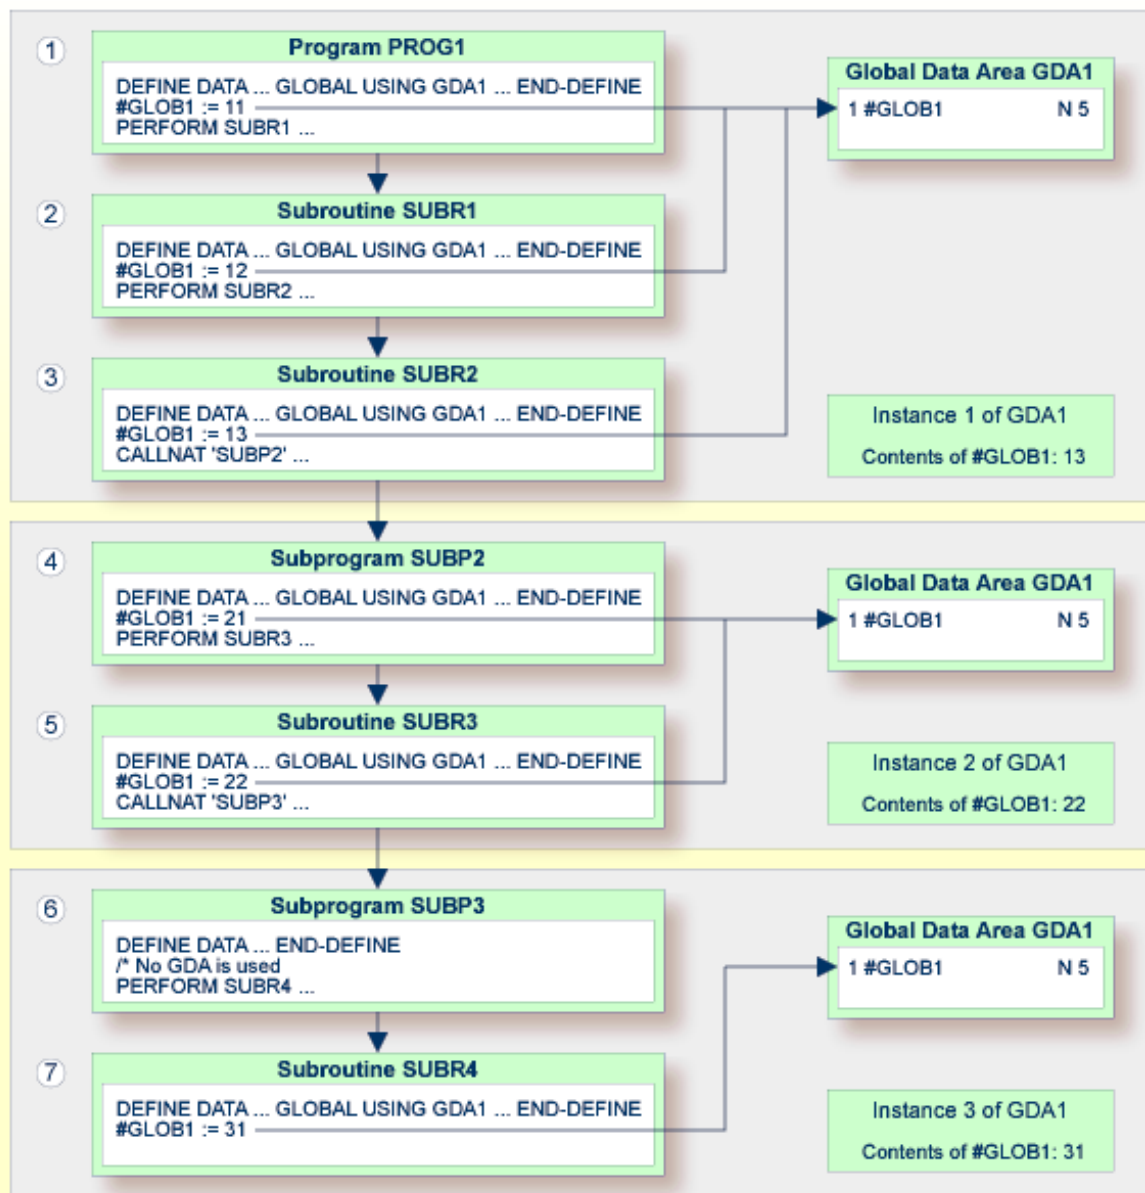 1
Program PROG1
DEFINE DATA ... GLOBAL USING GDA1 ... END-DEFINE
#GLOB1 := 11
PERFORM SUBR1 ...
Global Data Area GDA1
1 #GLOB1 N 5
2
Subroutine SUBR1
DEFINE DATA ... GLOBAL USING GDA1 ... END-DEFINE
#GLOB1 := 12
PERFORM SUBR2 ...
3
Subroutine SUBR2
DEFINE DATA ... GLOBAL USING GDA1 ... END-DEFINE
#GLOB1 := 13
CALLNAT 'SUBP2' ...
Instance 1 of GDA1
Contents of #GLOB1: 13
4
Subprogram SUBP2
DEFINE DATA ... GLOBAL USING GDA1 ... END-DEFINE
#GLOB1 := 21
PERFORM SUBR3 ...
Global Data Area GDA1
1 #GLOB1 N 5
5
Subroutine SUBR3
DEFINE DATA ... GLOBAL USING GDA1 ... END-DEFINE
#GLOB1 := 22
CALLNAT 'SUBP3' ...
Instance 2 of GDA1
Contents of #GLOB1: 22
6
Subprogram SUBP3
DEFINE DATA ... END-DEFINE
/* No GDA is used
PERFORM SUBR4 ...
Global Data Area GDA1
1 #GLOB1 N 5
7
Subroutine SUBR4
DEFINE DATA ... GLOBAL USING GDA1 ... END-DEFINE
#GLOB1 := 31
Instance 3 of GDA1
Contents of #GLOB1: 31